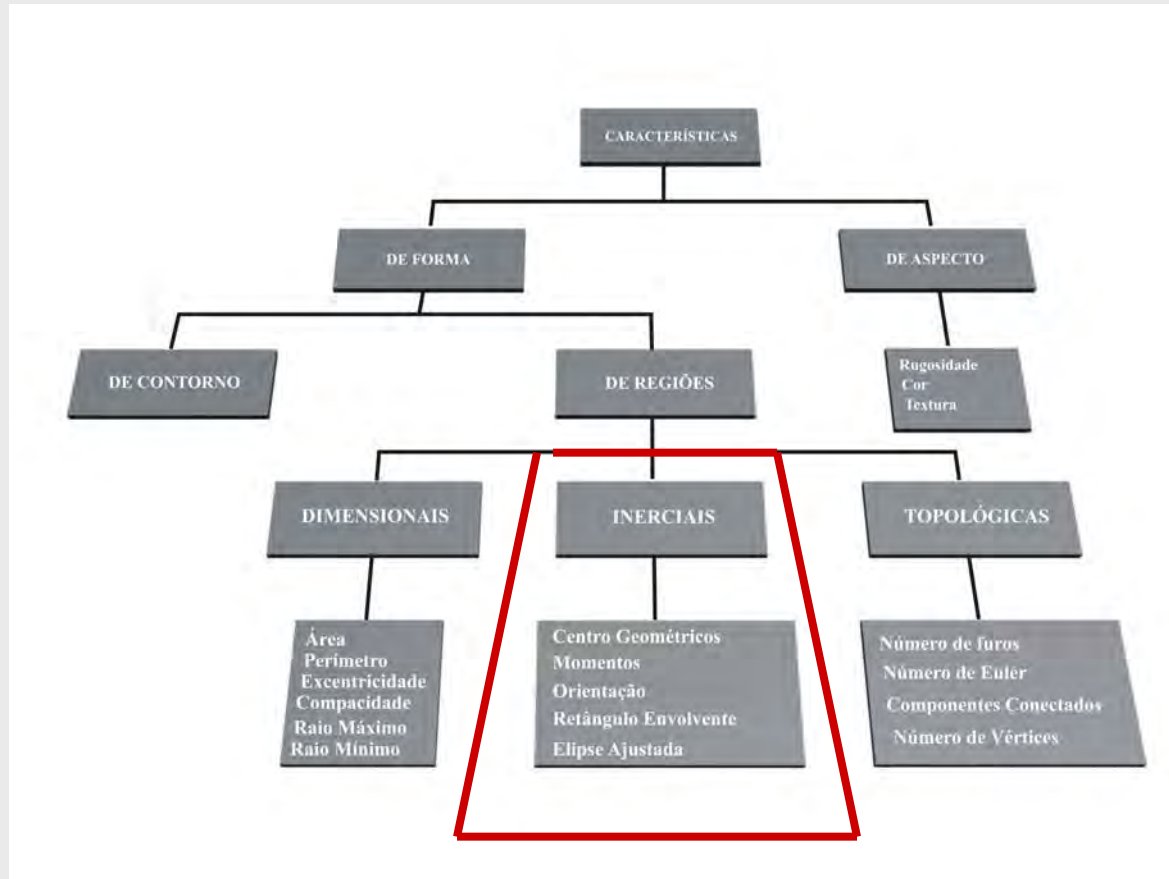 CARACTERÍSTICAS
DE FORMA
DE ASPECTO
DE CONTORNO
DE REGIÕES
Rugosidade
Cor
Textura
DIMENSIONAIS
INERCIAIS
TOPOLÓGICAS
Área
Perímetro
Excentricidade
Compacidade
Raio Máximo
Raio Mínimo
Centro Geométricos
Momentos
Orientação
Retângulo Envolvente
Elipse Ajustada
Número de furos
Número de Euler
Componentes Conectados
Número de Vértices